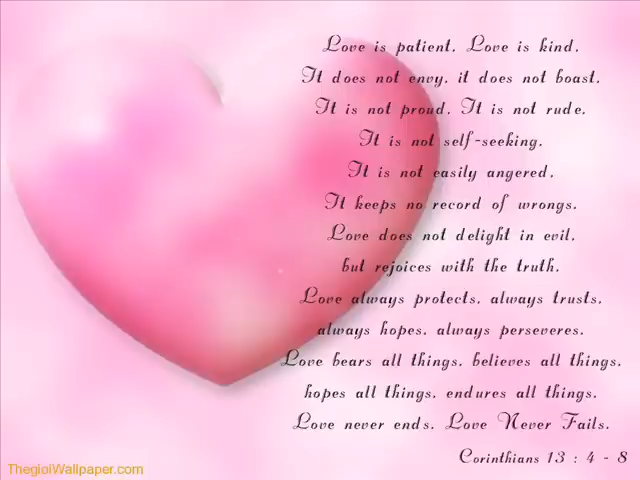 Love is patient. Love is kind.
It does not envy, it does not boast.
It is not proud. It is not rude,
It is not self-seeking.
It is not easily angered.
It keeps no record of wrongs.
Love does not delight in evil,
but rejoices with the truth.
Love always protects, always trusts,
always hopes, always perseveres.
Love bears all things, believes all things,
hopes all things, endures all things.
Love never ends. Love Never Fails.
Corinthians 13 : 4 - 8
ThegioiWallpaper.com